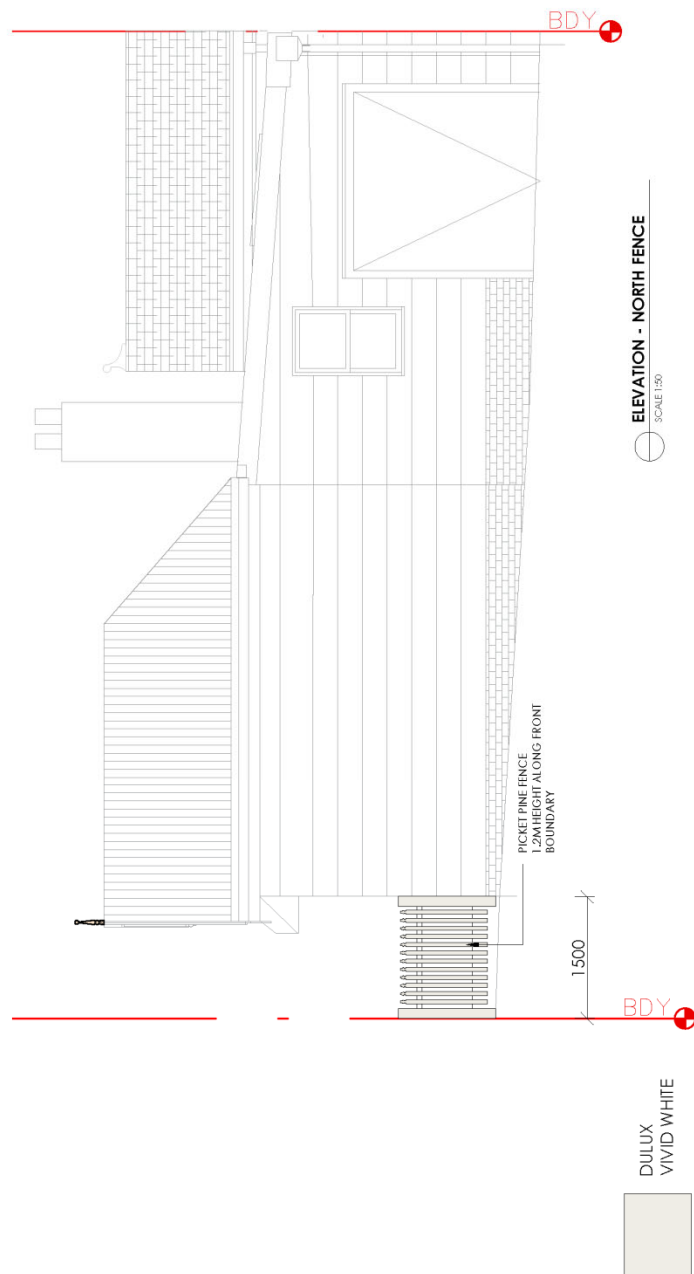 BDY
ELEVATION - NORTH FENCE
SCALE 1:50
PICKET PINE FENCE
1.2M HEIGHT ALONG FRONT
BOUNDARY
1500
BDY
DULUX
VIVID WHITE